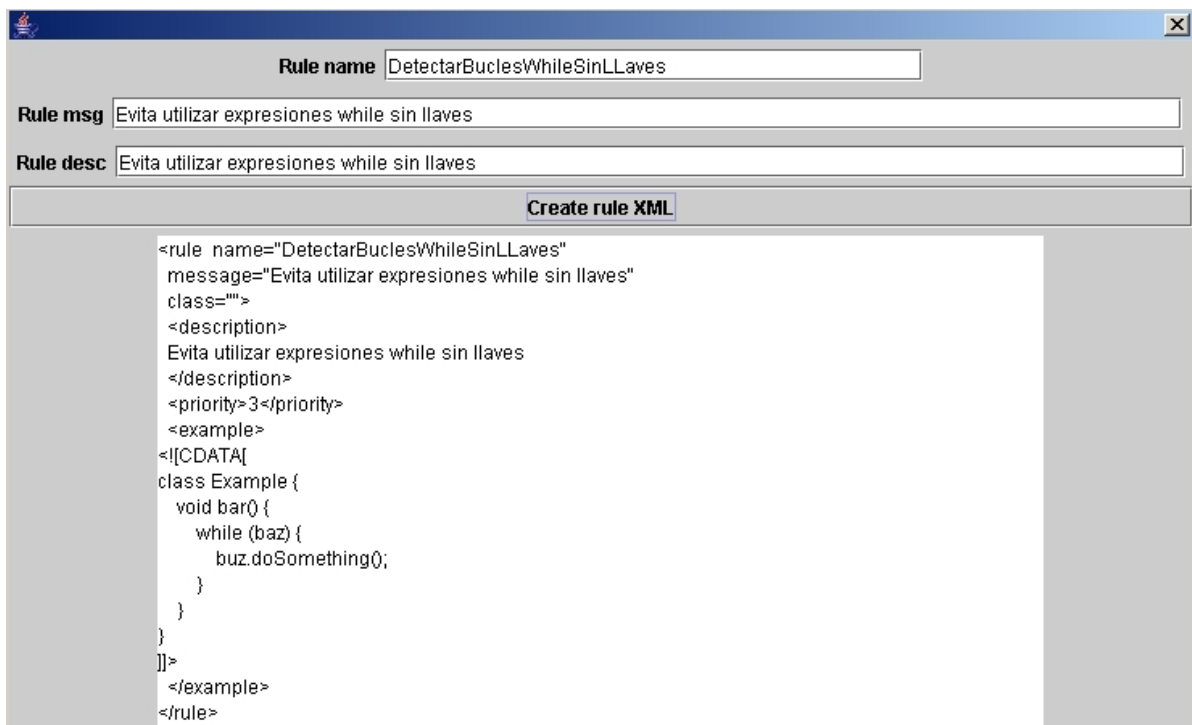 Rule name DetectarBuclesWhileSinLLaves
Rule msg Evita utilizar expresiones while sin llaves
Rule desc Evita utilizar expresiones while sin llaves
Create rule XML
<rule  name="DetectarBuclesWhileSinLLaves"
  message="Evita utilizar expresiones while sin llaves"
  class="">
  <description>
  Evita utilizar expresiones while sin llaves
  </description>
  <priority>3</priority>
  <example>
<![CDATA[
class Example {
   void bar() {
      while (baz) {
         buz.doSomething();
      }
   }
}
]]>
  </example>
</rule>